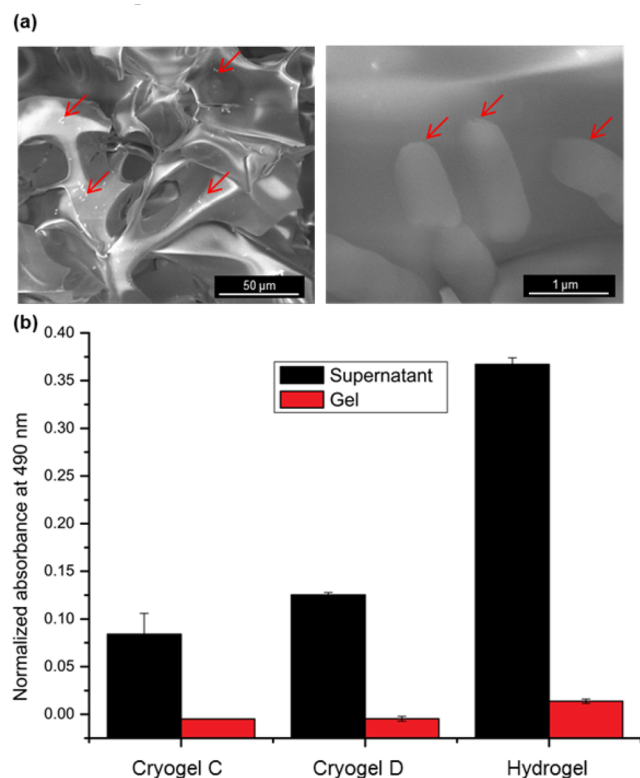 (a)
50 μm
1 μm
(b)
Normalized absorbance at 490 nm
0.40
0.35
0.30
0.25
0.20
0.15
0.10
0.05
0.00
Supernatant
Gel
Cryogel C
Cryogel D
Hydrogel